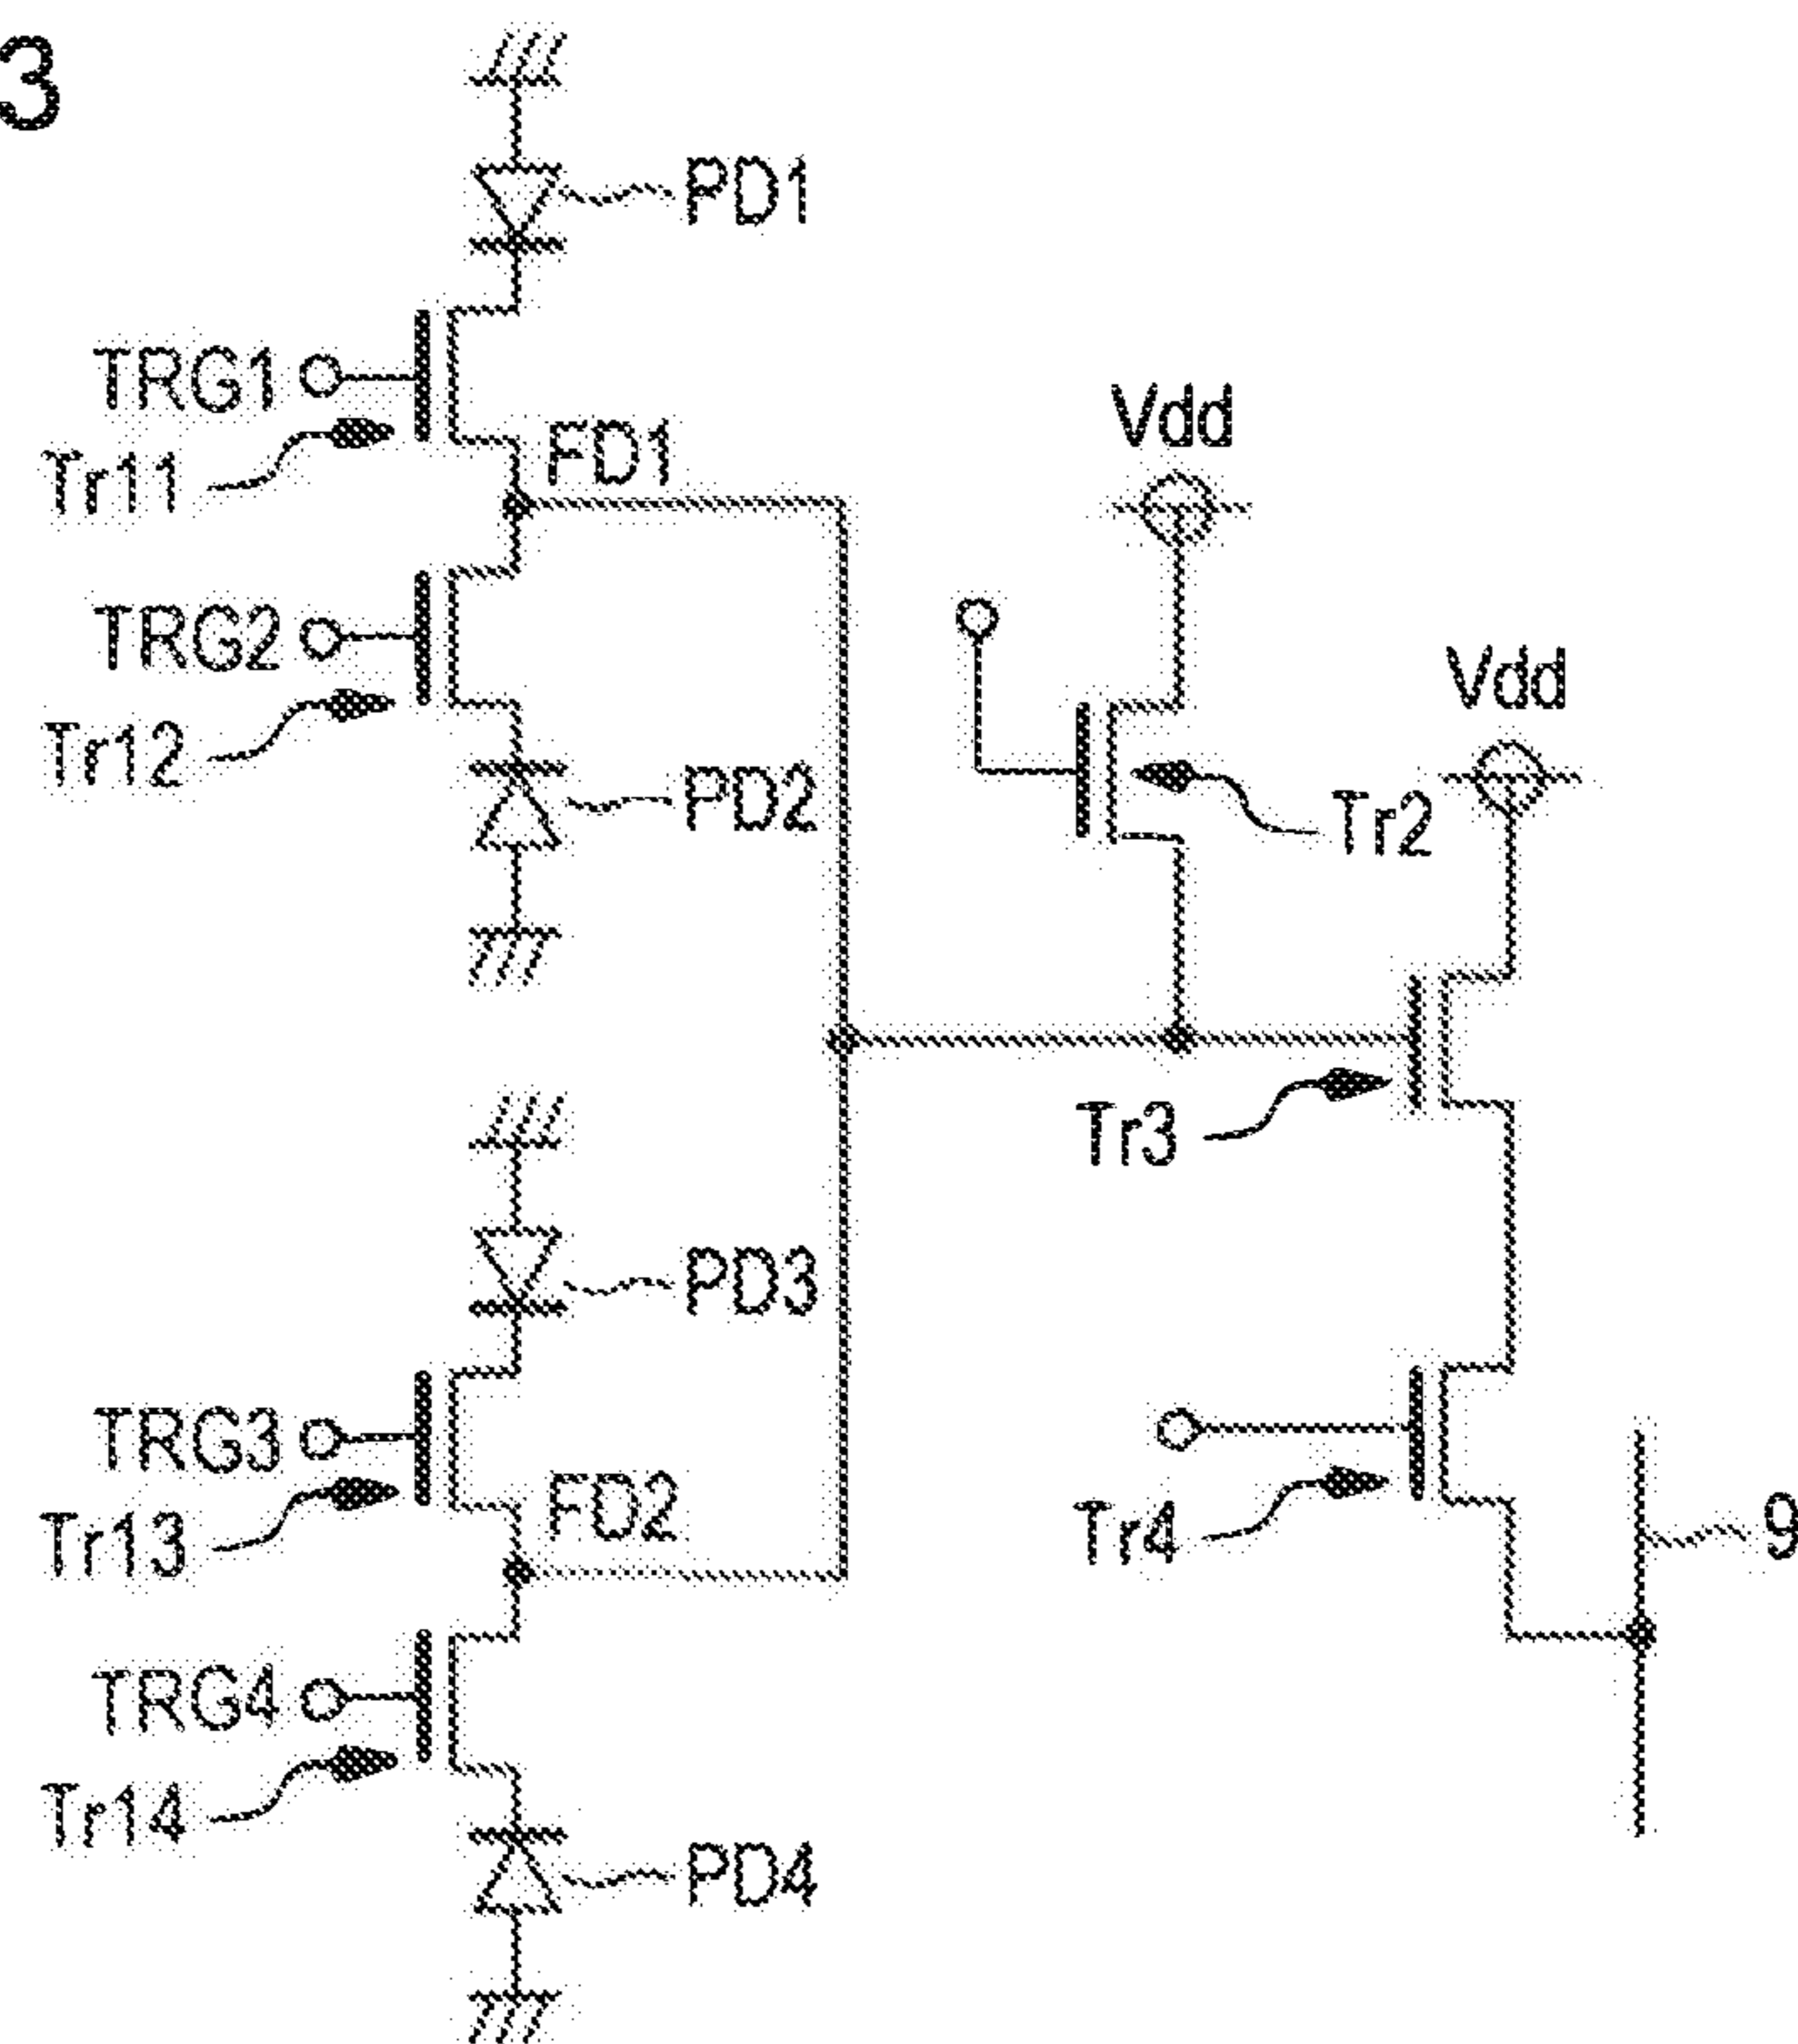 3
PD1
TRG1
Tr11
FD1
Vdd
TRG2
Tr12
PD2
Vdd
Tr2
Tr3
PD3
TRG3
Tr13
FD2
Tr4
9
TRG4
Tr14
PD4